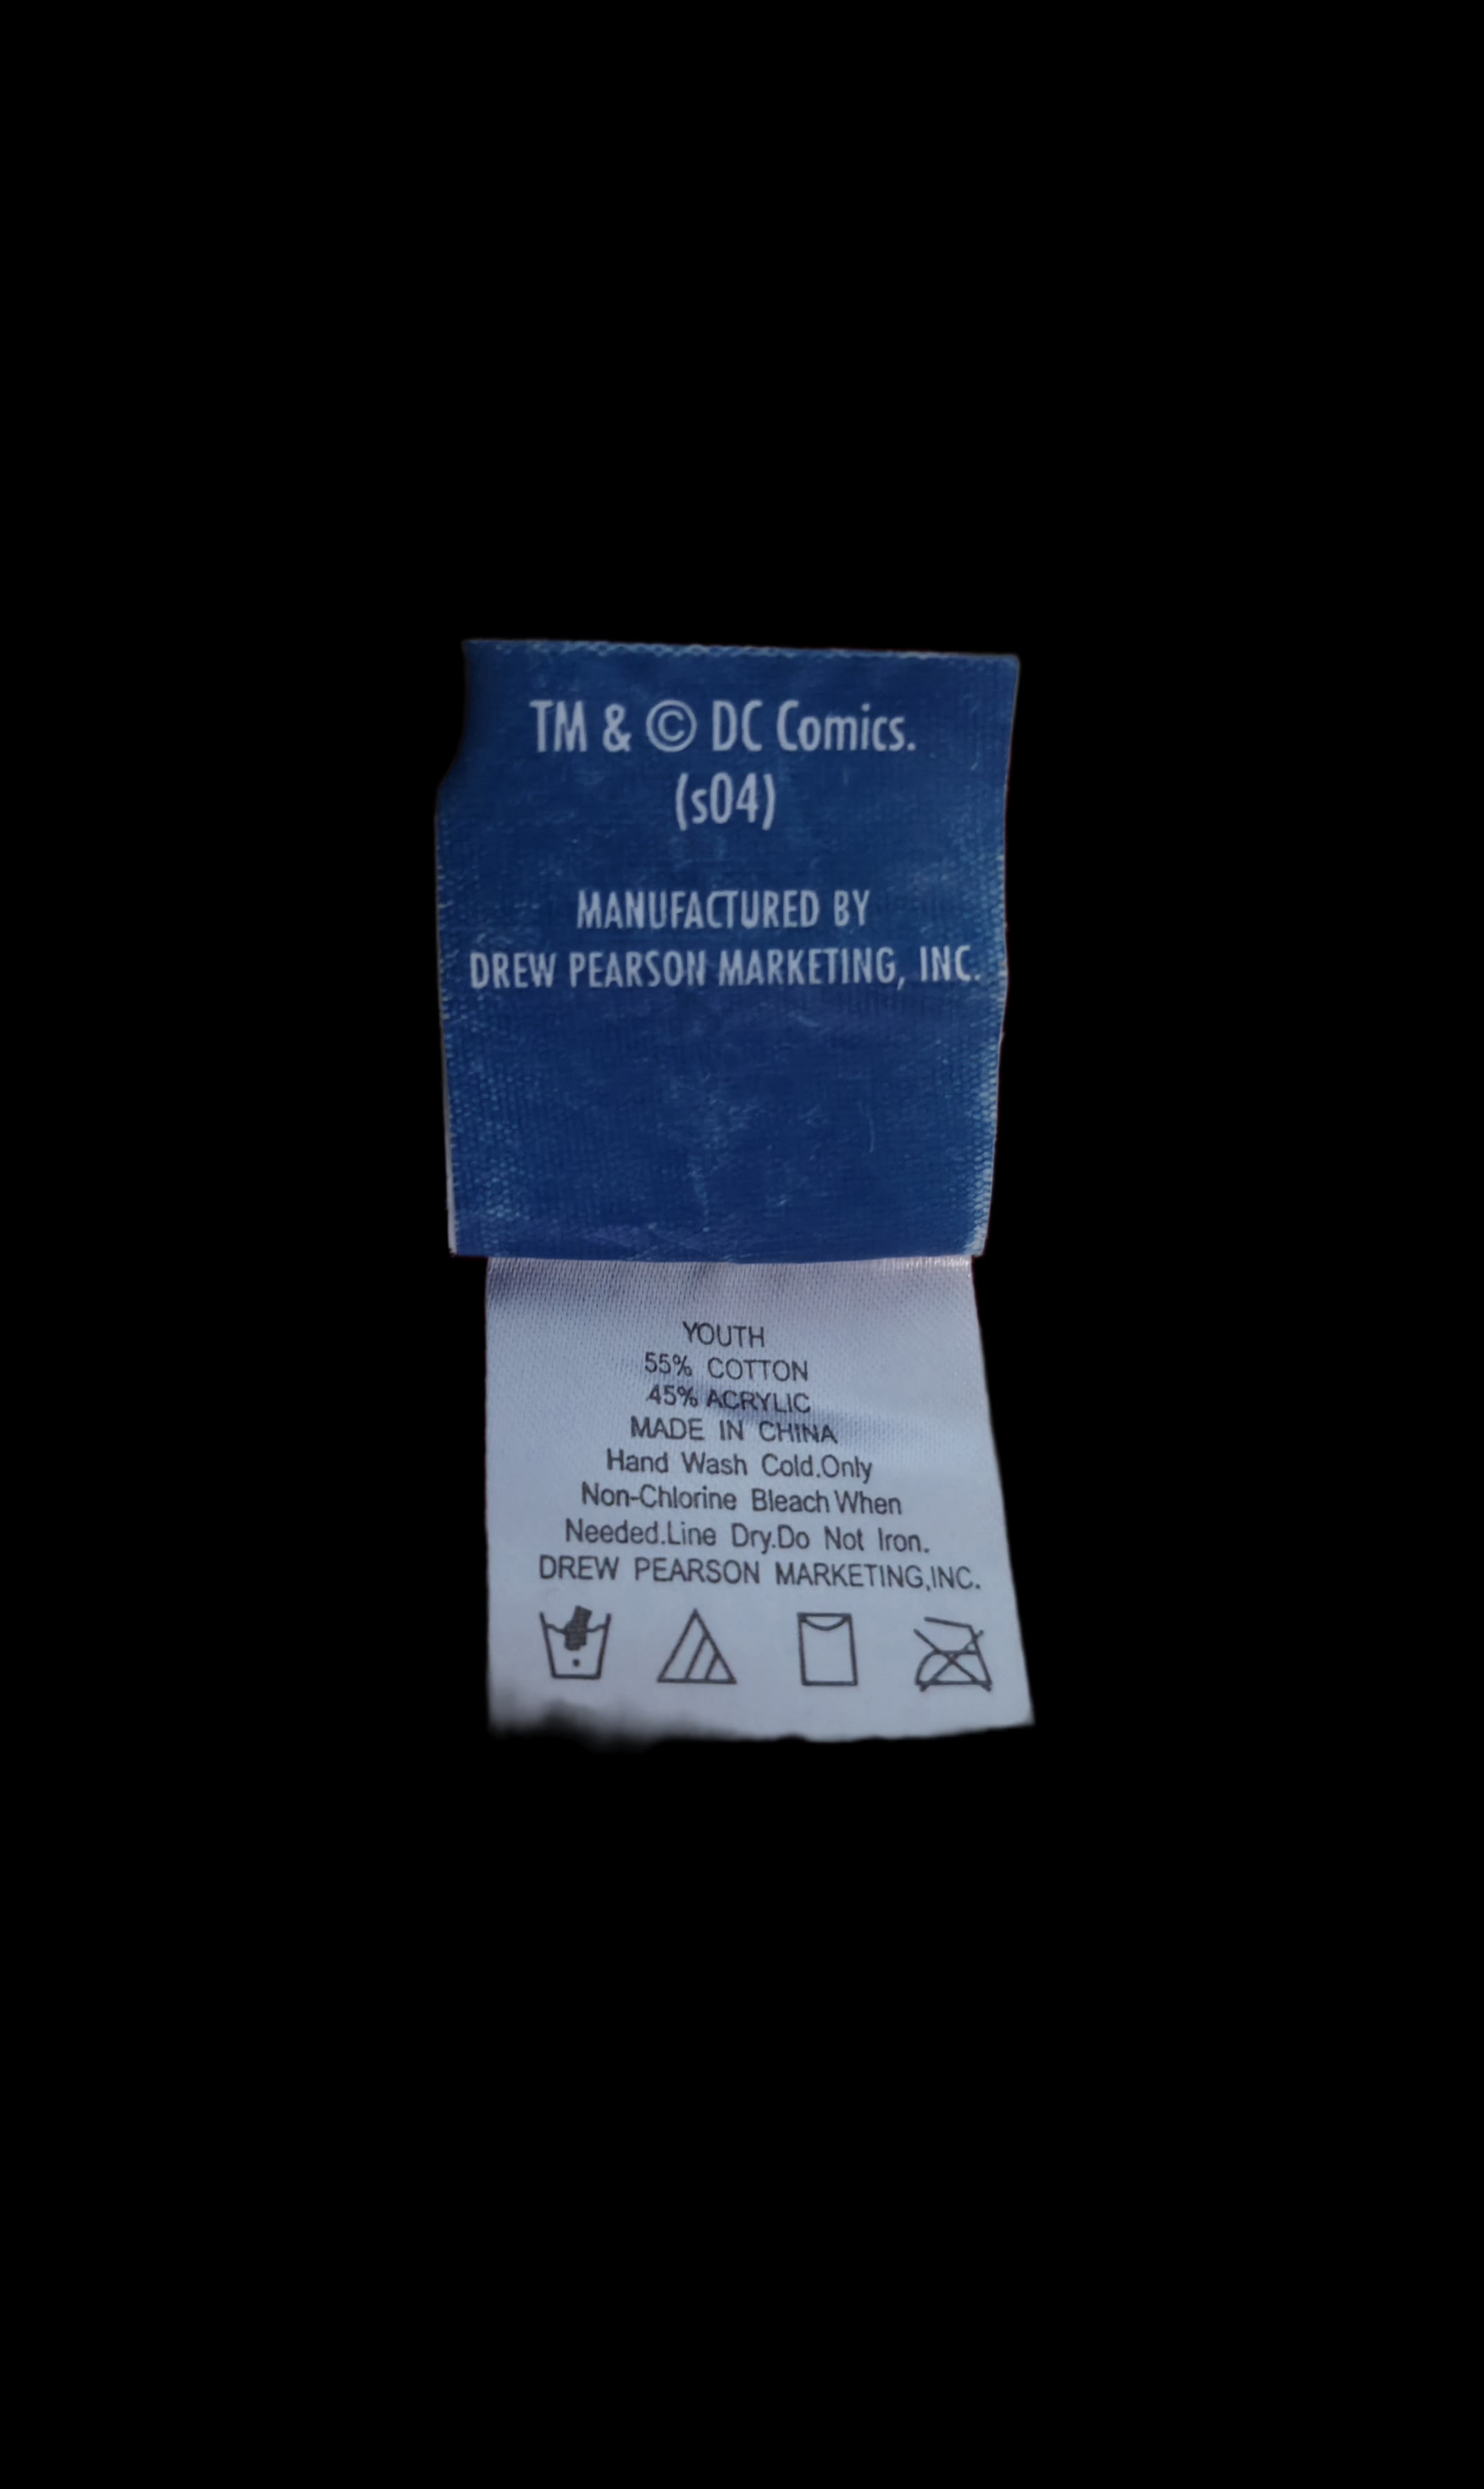 TM & © DC Comics.
(s04)
MANUFACTURED BY
DREW PEARSON MARKETING, INC.
YOUTH
55% COTTON
45% ACRYLIC
MADE IN CHINA
Hand Wash Cold.Only
Non-Chlorine Bleach When
Needed.Line Dry.Do Not Iron.
DREW PEARSON MARKETING,INC.